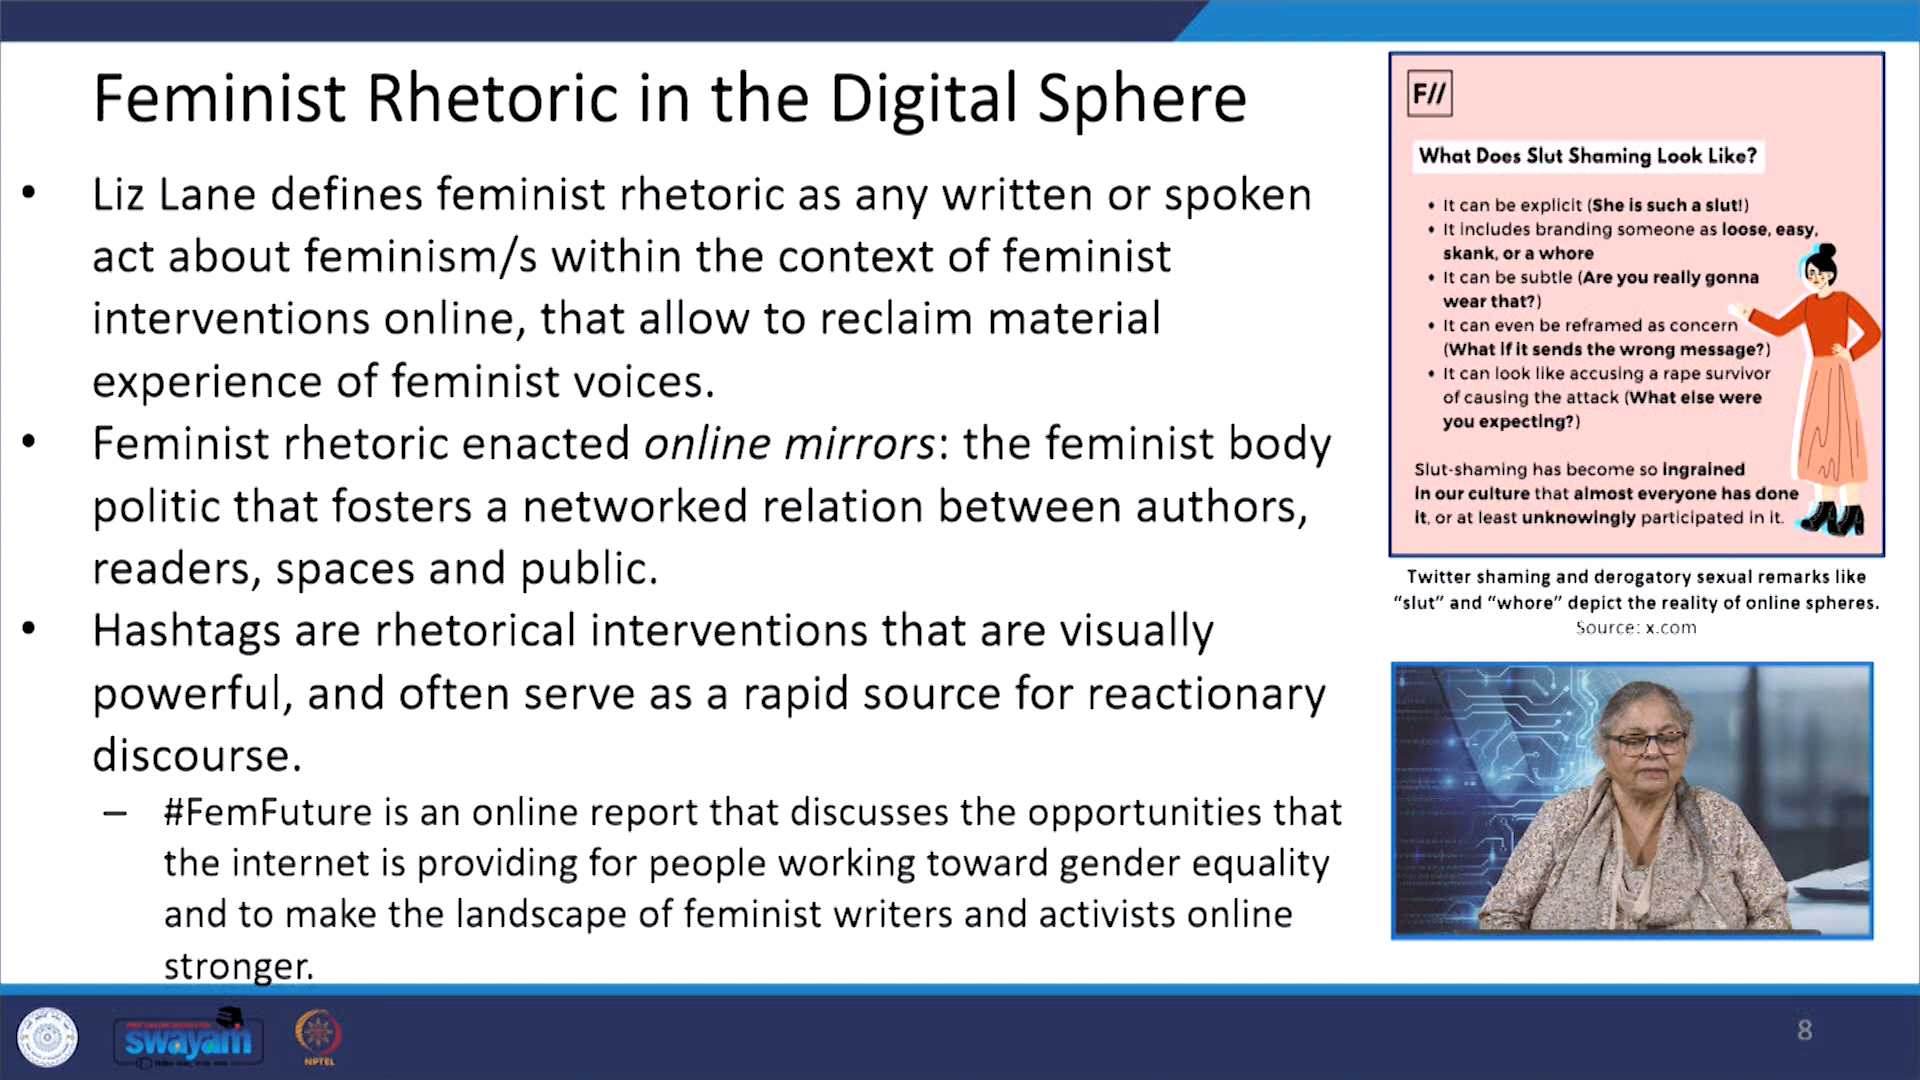 Feminist Rhetoric in the Digital Sphere
• Liz Lane defines feminist rhetoric as any written or spoken
act about feminism/s within the context of feminist
interventions online, that allow to reclaim material
experience of feminist voices.
• Feminist rhetoric enacted online mirrors: the feminist body
politic that fosters a networked relation between authors,
readers, spaces and public.
• Hashtags are rhetorical interventions that are visually
powerful, and often serve as a rapid source for reactionary
discourse.
– #FemFuture is an online report that discusses the opportunities that
the internet is providing for people working toward gender equality
and to make the landscape of feminist writers and activists online
stronger.
F//
What Does Slut Shaming Look Like?
• It can be explicit (She is such a slut!)
• It includes branding someone as loose, easy,
skank, or a whore
• It can be subtle (Are you really gonna
wear that?)
• It can even be reframed as concern
(What if it sends the wrong message?)
• It can look like accusing a rape survivor
of causing the attack (What else were
you expecting?)
Slut-shaming has become so ingrained
in our culture that almost everyone has done
it, or at least unknowingly participated in it.
Twitter shaming and derogatory sexual remarks like
“slut” and “whore” depict the reality of online spheres.
Source: x.com
swayam
NPTEL
8